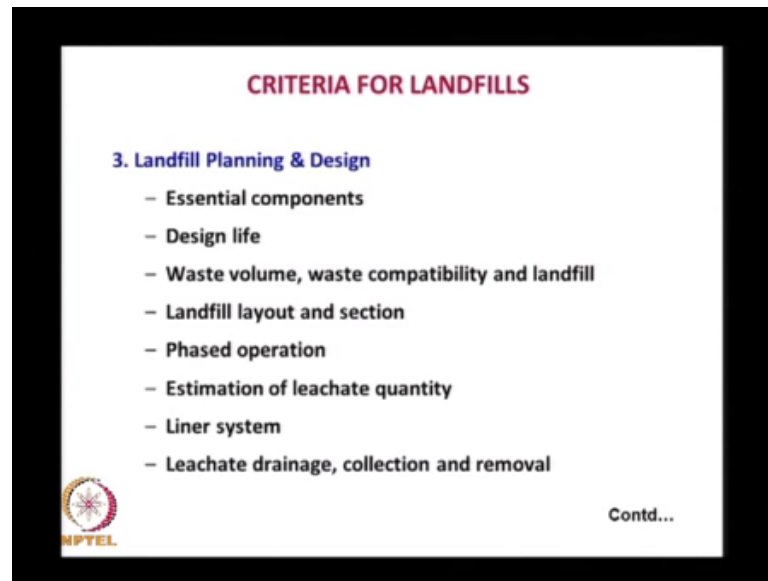 CRITERIA FOR LANDFILLS
3. Landfill Planning & Design
– Essential components
– Design life
– Waste volume, waste compatibility and landfill
– Landfill layout and section
– Phased operation
– Estimation of leachate quantity
– Liner system
– Leachate drainage, collection and removal
Contd...
NPTEL